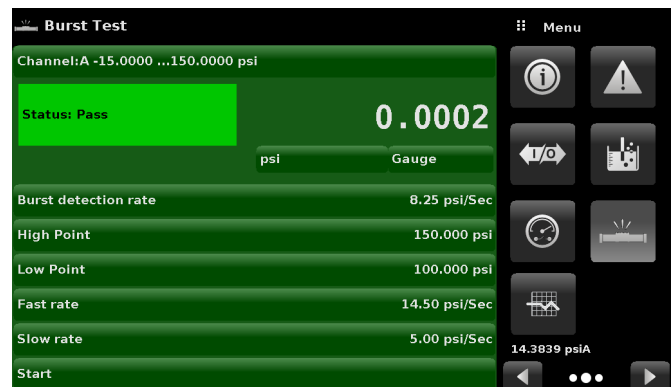 Burst Test
Menu
Channel:A -15.0000 ...150.0000 psi
Status: Pass
0.0002
psi
Gauge
I/O
Burst detection rate 8.25 psi/Sec
High Point 150.000 psi
Low Point 100.000 psi
Fast rate 14.50 psi/Sec
Slow rate 5.00 psi/Sec
14.3839 psiA
Start